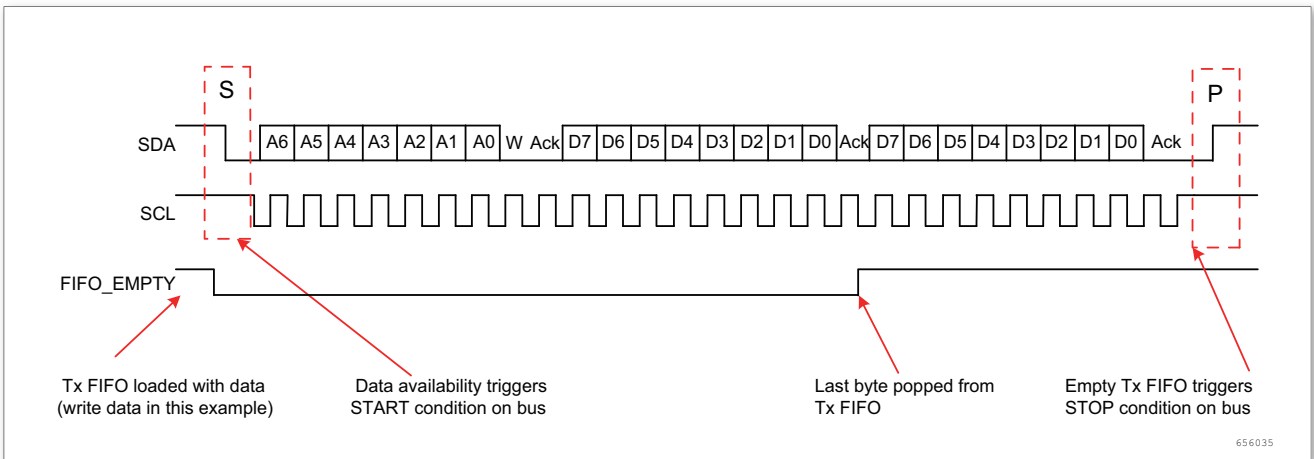 S
P
SDA A6 A5 A4 A3 A2 A1 A0 W Ack D7 D6 D5 D4 D3 D2 D1 D0 Ack D7 D6 D5 D4 D3 D2 D1 D0 Ack
SCL
FIFO_EMPTY
Tx FIFO loaded with data
(write data in this example)
Data availability triggers
START condition on bus
Last byte popped from
Tx FIFO
Empty Tx FIFO triggers
STOP condition on bus
656035